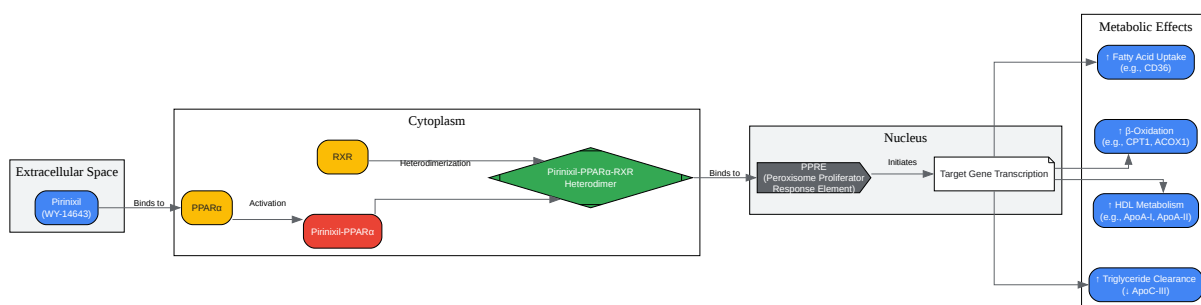 Extracellular Space
Pirinixil
(WY-14643)
Binds to
Cytoplasm
PPARα
Activation
RXR
Heterodimerization
Pirinixil-PPARα
Pirinixil-PPARα-RXR
Heterodimer
Binds to
Nucleus
PPRE
(Peroxisome Proliferator
Response Element)
Initiates
Target Gene Transcription
Metabolic Effects
↑ Fatty Acid Uptake
(e.g., CD36)
↑ β-Oxidation
(e.g., CPT1, ACOX1)
↑ HDL Metabolism
(e.g., ApoA-I, ApoA-II)
↑ Triglyceride Clearance
(↓ ApoC-III)